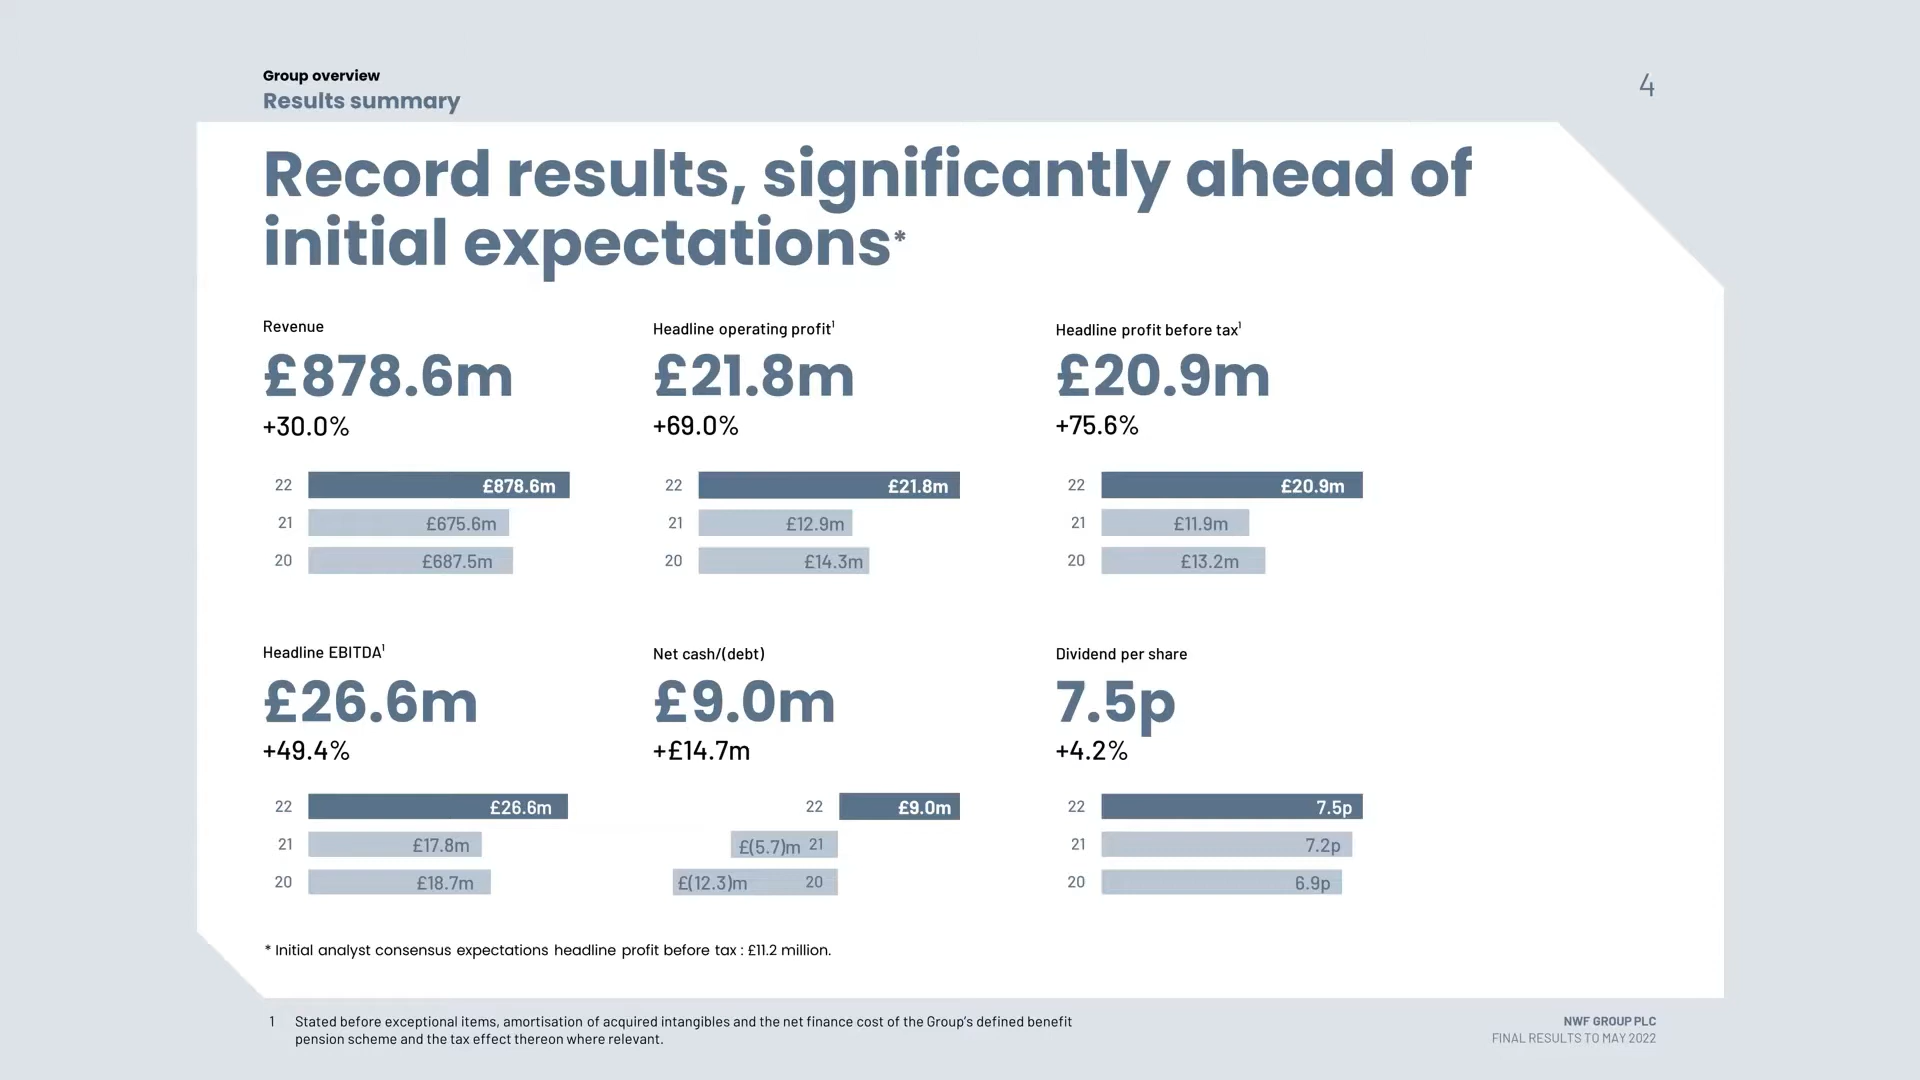 Group overview
Results summary
4
Record results, significantly ahead of
initial expectations*
Revenue
£878.6m
+30.0%
22 £878.6m
21 £675.6m
20 £687.5m
Headline operating profit¹
£21.8m
+69.0%
22 £21.8m
21 £12.9m
20 £14.3m
Headline profit before tax¹
£20.9m
+75.6%
22 £20.9m
21 £11.9m
20 £13.2m
Headline EBITDA¹
£26.6m
+49.4%
22 £26.6m
21 £17.8m
20 £18.7m
Net cash/(debt)
£9.0m
+£14.7m
22 £9.0m
£(5.7)m 21
£(12.3)m 20
Dividend per share
7.5p
+4.2%
22 7.5p
21 7.2p
20 6.9p
* Initial analyst consensus expectations headline profit before tax : £11.2 million.
1 Stated before exceptional items, amortisation of acquired intangibles and the net finance cost of the Group's defined benefit
pension scheme and the tax effect thereon where relevant.
NWF GROUP PLC
FINAL RESULTS TO MAY 2022